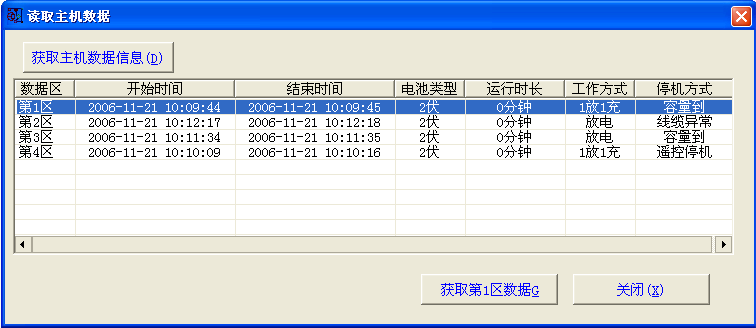 读取主机数据
获取主机数据信息(D)
数据区 开始时间 结束时间 电池类型 运行时长 工作方式 停机方式
第1区 2006-11-21 10:09:44 2006-11-21 10:09:45 2伏 0分钟 1放1充 容量到
第2区 2006-11-21 10:12:17 2006-11-21 10:12:18 2伏 0分钟 放电 线缆异常
第3区 2006-11-21 10:11:34 2006-11-21 10:11:35 2伏 0分钟 放电 容量到
第4区 2006-11-21 10:10:09 2006-11-21 10:10:16 2伏 0分钟 1放1充 遥控停机
获取第1区数据G 关闭(X)